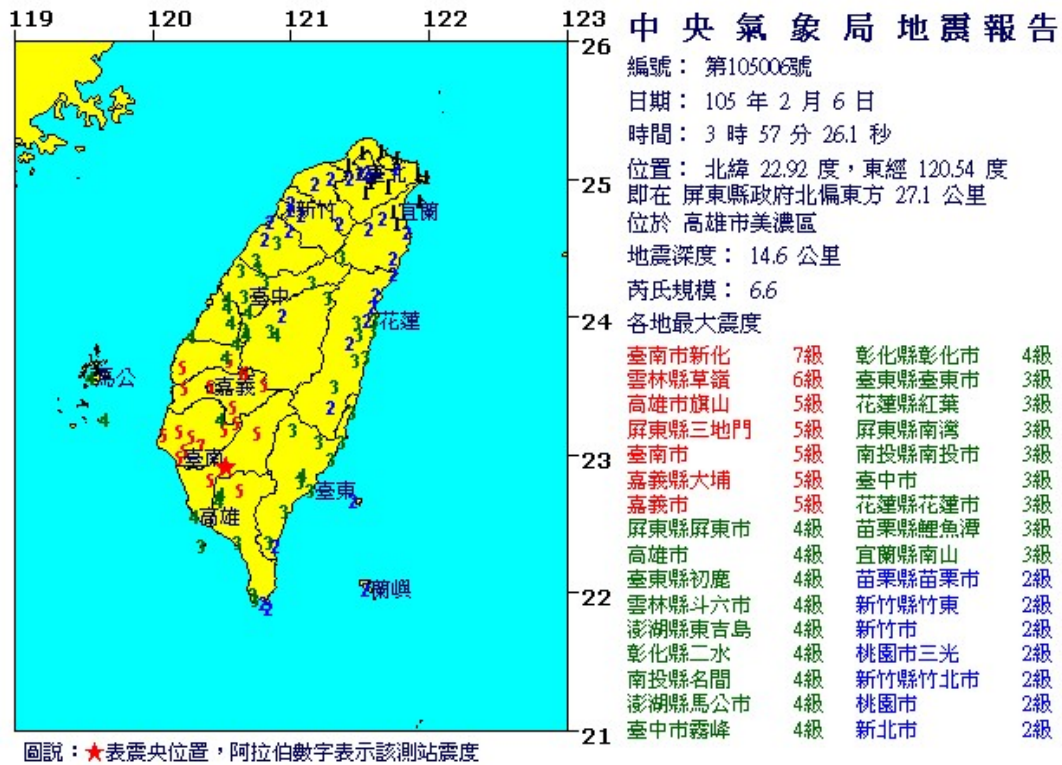 119 120 121 122 123
中央氣象局地震報告
編號： 第105006號
日期： 105 年 2 月 6 日
時間： 3 時 57 分 26.1 秒
位置： 北緯 22.92 度，東經 120.54 度
即在 屏東縣政府北偏東方 27.1 公里
位於 高雄市美濃區
地震深度： 14.6 公里
芮氏規模： 6.6
各地最大震度
臺南市新化 7級 彰化縣彰化市 4級
雲林縣草嶺 6級 臺東縣臺東市 3級
高雄市旗山 5級 花蓮縣紅葉 3級
屏東縣三地門 5級 屏東縣南灣 3級
臺南市 5級 南投縣南投市 3級
嘉義縣大埔 5級 臺中市 3級
嘉義市 5級 花蓮縣花蓮市 3級
屏東縣屏東市 4級 苗栗縣鯉魚潭 3級
高雄市 4級 宜蘭縣南山 3級
臺東縣初鹿 4級 苗栗縣苗栗市 2級
雲林縣斗六市 4級 新竹縣竹東 2級
澎湖縣東吉島 4級 新竹市 2級
彰化縣二水 4級 桃園市三光 2級
南投縣名間 4級 新竹縣竹北市 2級
澎湖縣馬公市 4級 桃園市 2級
臺中市霧峰 4級 新北市 2級
26
25
24
23
22
21
臺北
新竹
宜蘭
臺中
花蓮
馬公
嘉義
臺南
臺東
高雄
蘭嶼
圖說：★表震央位置，阿拉伯數字表示該測站震度